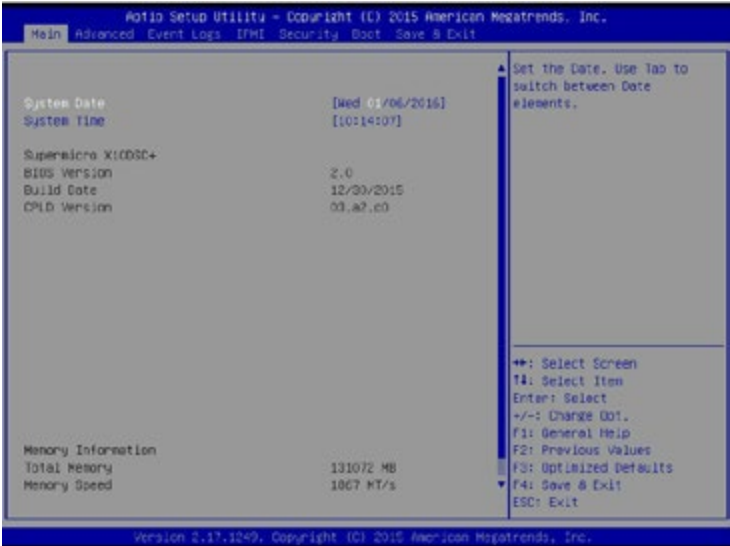 Aptio Setup Utility - Copyright (C) 2015 American Megatrends, Inc.
Main Advanced Event Logs IPMI Security Boot Save & Exit
System Date [Wed 01/06/2016]
System Time [10:14:07]
Supermicro X10DSC+
BIOS Version 2.0
Build Date 12/30/2015
CPLD Version 03.a2.c0
Memory Information
Total Memory 131072 MB
Memory Speed 1867 MT/s
Set the Date. Use Tab to
switch between Date
elements.
→←: Select Screen
↑↓: Select Item
Enter: Select
+/-: Change Opt.
F1: General Help
F2: Previous Values
F3: Optimized Defaults
F4: Save & Exit
ESC: Exit
Version 2.17.1249. Copyright (C) 2015 American Megatrends, Inc.